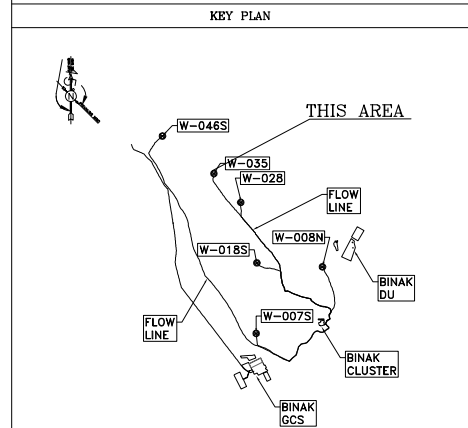 KEY PLAN
THIS AREA
W-046S
W-035
W-028
FLOW
LINE
W-008N
W-018S
BINAK
DU
FLOW
LINE
W-007S
BINAK
CLUSTER
BINAK
GCS
N